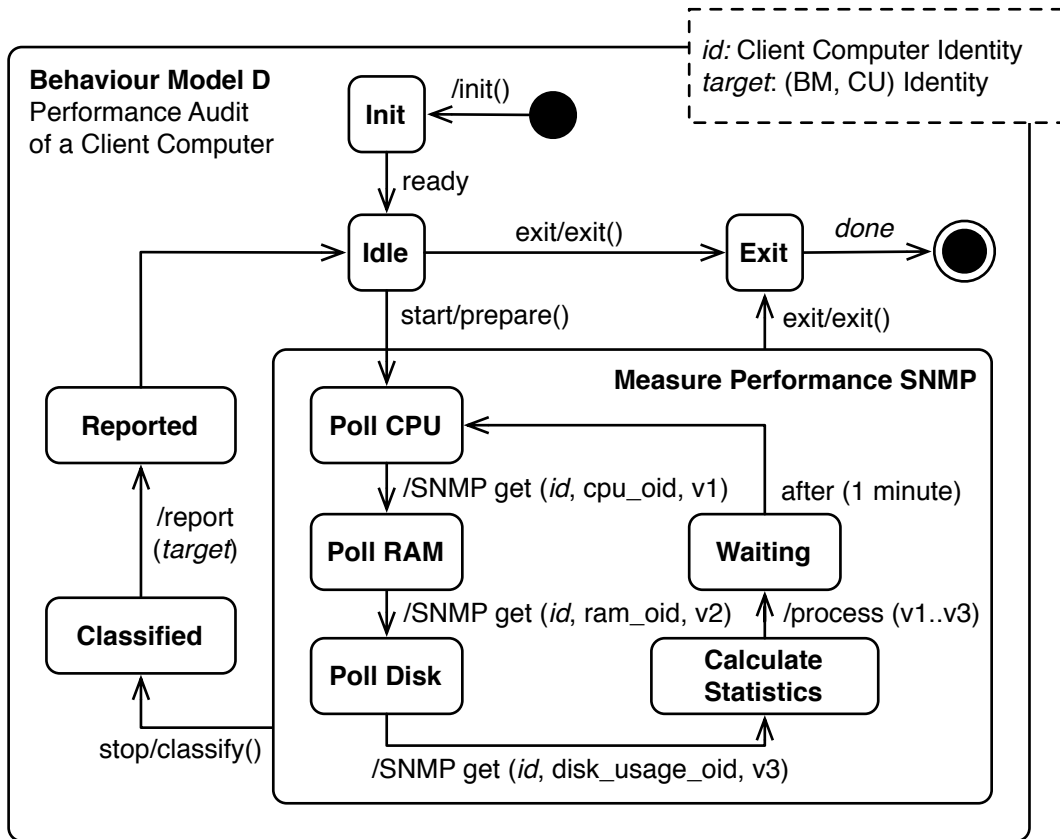 id: Client Computer Identity
target: (BM, CU) Identity
Behaviour Model D
Performance Audit
of a Client Computer
/init()
Init
ready
Idle
exit/exit()
Exit
done
start/prepare()
exit/exit()
Measure Performance SNMP
Reported
Poll CPU
/SNMP get (id, cpu_oid, v1)
after (1 minute)
/report
(target)
Poll RAM
Waiting
/SNMP get (id, ram_oid, v2)
/process (v1..v3)
Classified
Poll Disk
Calculate
Statistics
stop/classify()
/SNMP get (id, disk_usage_oid, v3)